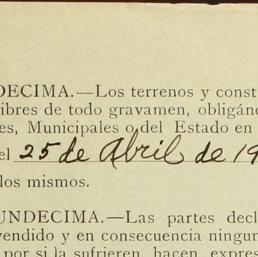 DECIMA.—Los terrenos y const
libres de todo gravamen, obligán
es, Municipales o del Estado en
el 25 de Abril de 19
los mismos.
UNDECIMA.—Las partes decl
vendido y en consecuencia ningun
por si la sufrieren, hacen expres